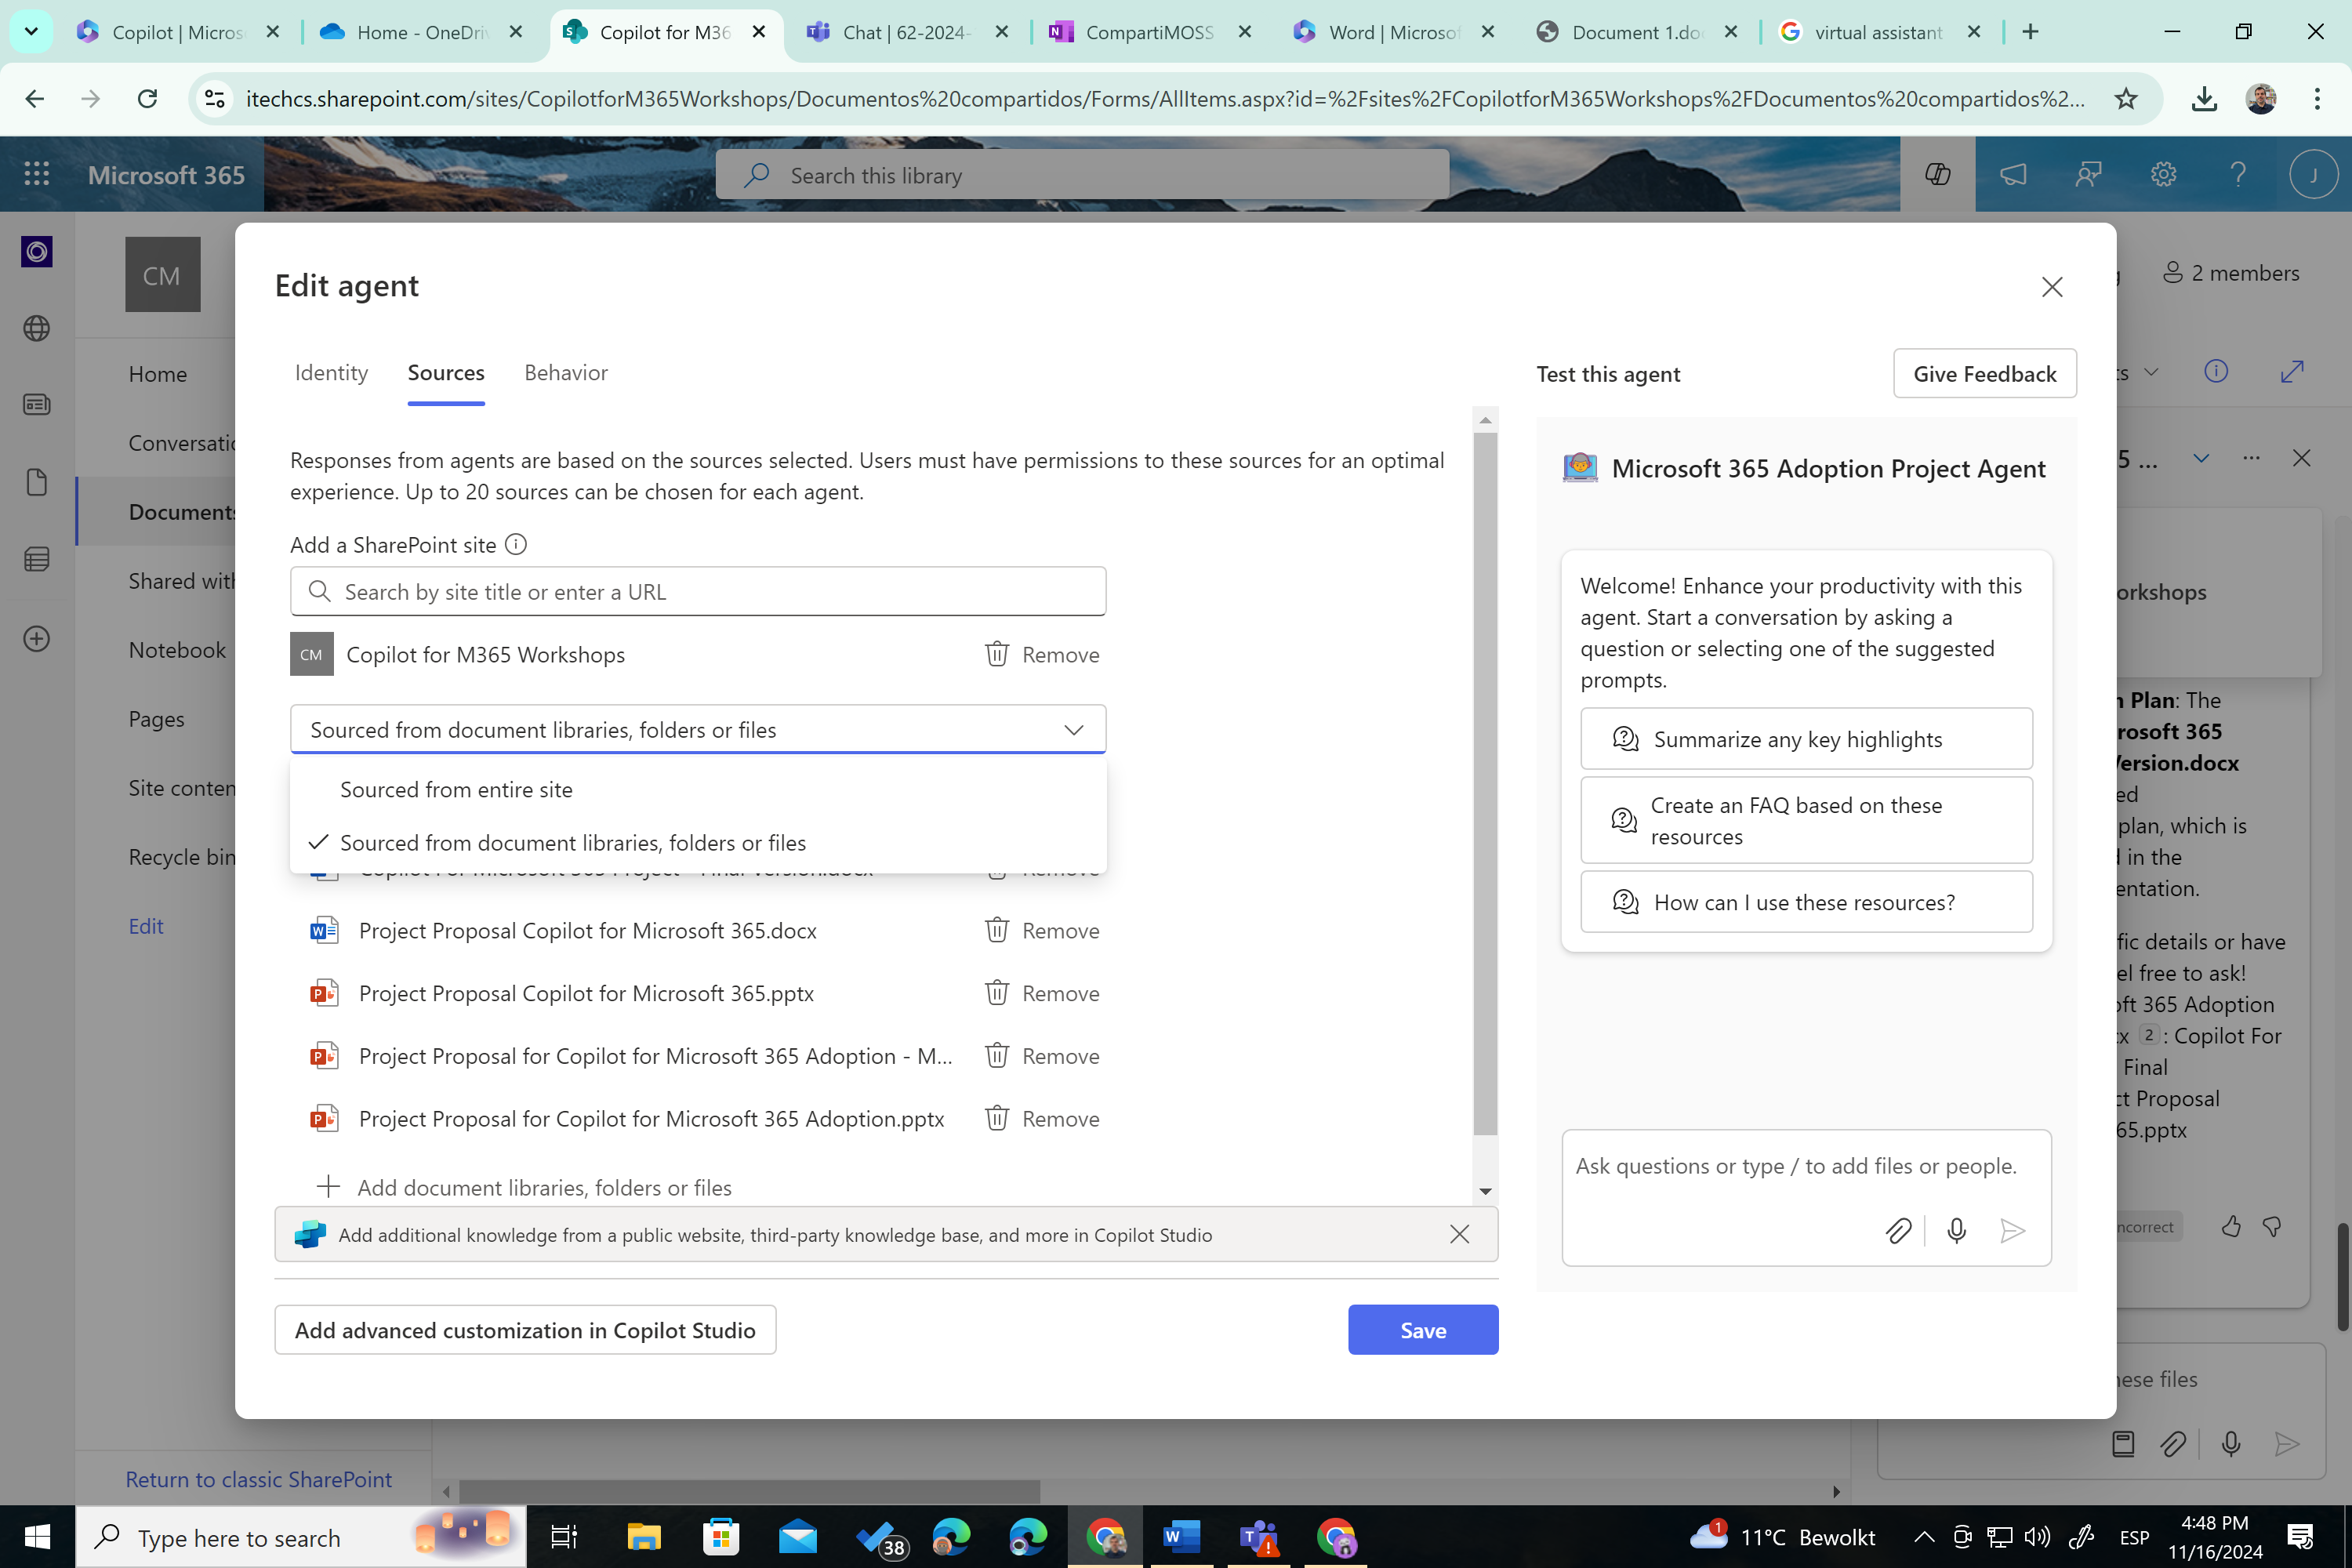 Copilot | Micros
Home - OneDriv
Copilot for M36
Chat | 62-2024-
CompartiMOSS
Word | Microsof
Document 1.doc
virtual assistant
itechcs.sharepoint.com/sites/CopilotforM365Workshops/Documentos%20compartidos/Forms/AllItems.aspx?id=%2Fsites%2FCopilotforM365Workshops%2FDocumentos%20compartidos%2...
Microsoft 365
Search this library
J
CM
2 members
Home
Conversatio
Documents
Shared with
Notebook
Pages
Site conten
Recycle bin
Edit
Return to classic SharePoint
Edit agent
Identity
Sources
Behavior
Responses from agents are based on the sources selected. Users must have permissions to these sources for an optimal
experience. Up to 20 sources can be chosen for each agent.
Add a SharePoint site
Search by site title or enter a URL
CM Copilot for M365 Workshops Remove
Sourced from document libraries, folders or files
Sourced from entire site
Sourced from document libraries, folders or files
Project Proposal Copilot for Microsoft 365.docx Remove
Project Proposal Copilot for Microsoft 365.pptx Remove
Project Proposal for Copilot for Microsoft 365 Adoption - M... Remove
Project Proposal for Copilot for Microsoft 365 Adoption.pptx Remove
Add document libraries, folders or files
Add additional knowledge from a public website, third-party knowledge base, and more in Copilot Studio
Add advanced customization in Copilot Studio
Save
Test this agent
Give Feedback
Microsoft 365 Adoption Project Agent
Welcome! Enhance your productivity with this
agent. Start a conversation by asking a
question or selecting one of the suggested
prompts.
Summarize any key highlights
Create an FAQ based on these
resources
How can I use these resources?
Ask questions or type / to add files or people.
5 ...
orkshops
n Plan: The
rosoft 365
Version.docx
ed
plan, which is
d in the
entation.
fic details or have
el free to ask!
oft 365 Adoption
cx 2 : Copilot For
Final
ct Proposal
65.pptx
ncorrect
hese files
Type here to search
38
1
11°C Bewolkt
ESP
4:48 PM
11/16/2024